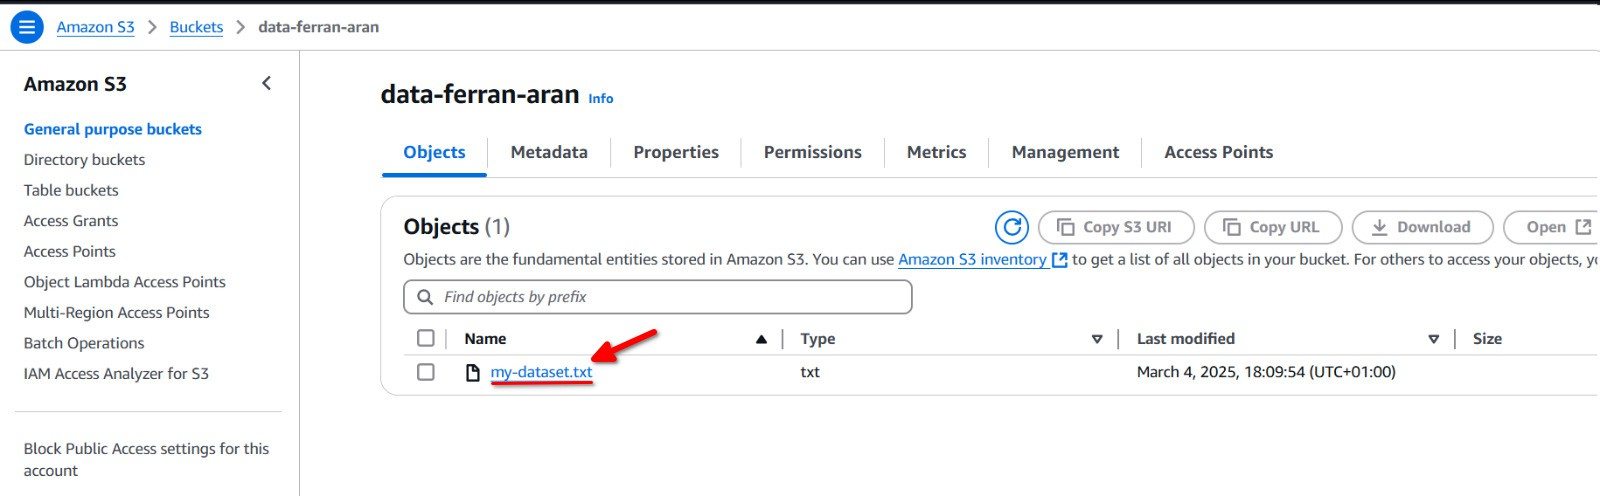 Amazon S3 > Buckets > data-ferran-aran
Amazon S3
General purpose buckets
Directory buckets
Table buckets
Access Grants
Access Points
Object Lambda Access Points
Multi-Region Access Points
Batch Operations
IAM Access Analyzer for S3
Block Public Access settings for this
account
data-ferran-aran Info
Objects Metadata Properties Permissions Metrics Management Access Points
Objects (1) Copy S3 URI Copy URL Download Open
Objects are the fundamental entities stored in Amazon S3. You can use Amazon S3 inventory to get a list of all objects in your bucket. For others to access your objects,
Find objects by prefix
Name Type Last modified Size
my-dataset.txt txt March 4, 2025, 18:09:54 (UTC+01:00)